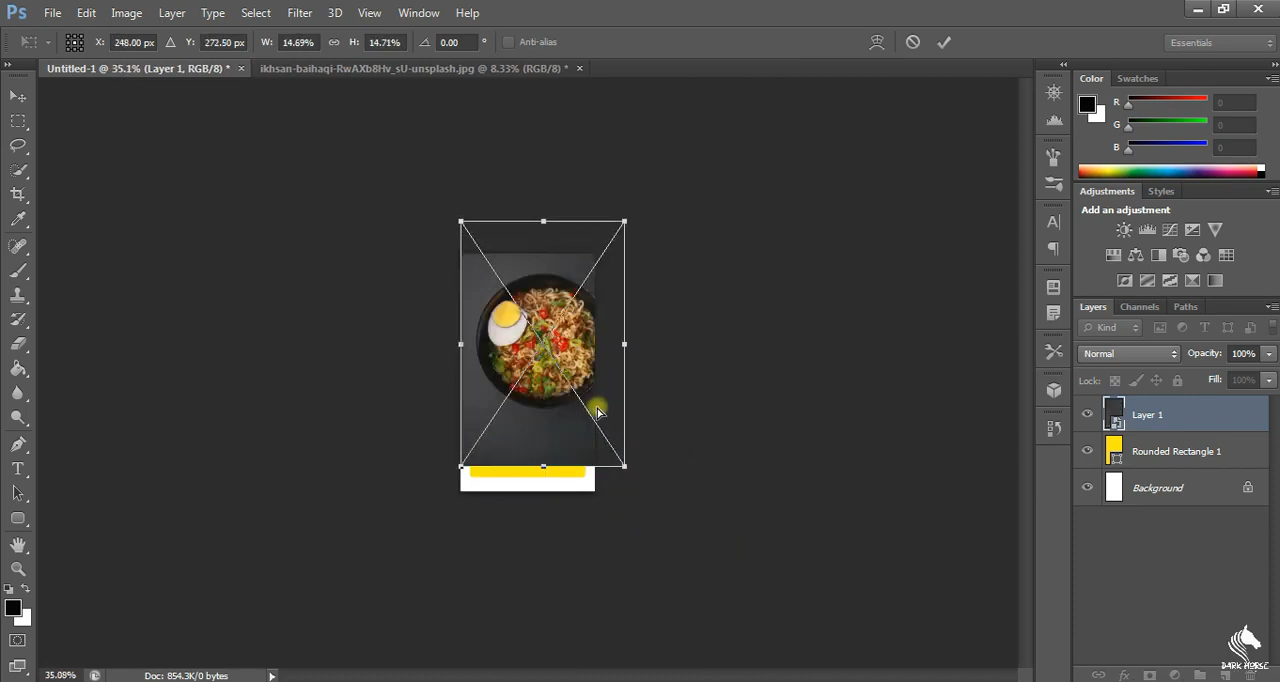 Ps File Edit Image Layer Type Select Filter 3D View Window Help
X: 248.00 px Y: 272.50 px W: 14.69% H: 14.71% 0.00 ° Anti-alias Essentials
Untitled-1 @ 35.1% (Layer 1, RGB/8) * × ikhsan-baihaqi-RwAXb8Hv_sU-unsplash.jpg @ 8.33% (RGB/8) * ×
Color Swatches
R 0
G 0
B 0
Adjustments Styles
Add an adjustment
Layers Channels Paths
Kind
Normal Opacity: 100%
Lock: Fill: 100%
Layer 1
Rounded Rectangle 1
Background
DARK HORSE
35.08% Doc: 854.3K/0 bytes